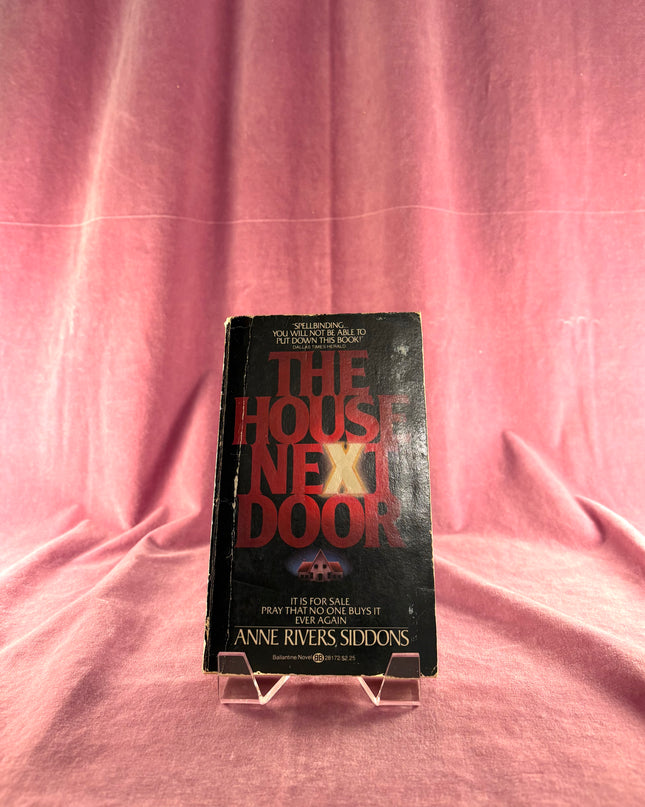 "SPELLBINDING...
YOU WILL NOT BE ABLE TO
PUT DOWN THIS BOOK!"
DALLAS TIMES HERALD
THE
HOUSE
NEXT
DOOR
IT IS FOR SALE
PRAY THAT NO ONE BUYS IT
EVER AGAIN
ANNE RIVERS SIDDONS
Ballantine Novel BB 28172/$2.25